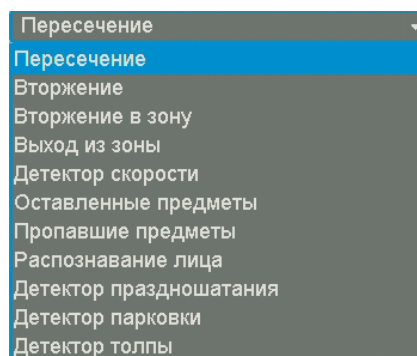 Пересечение
Пересечение
Вторжение
Вторжение в зону
Выход из зоны
Детектор скорости
Оставленные предметы
Пропавшие предметы
Распознавание лица
Детектор праздношатания
Детектор парковки
Детектор толпы